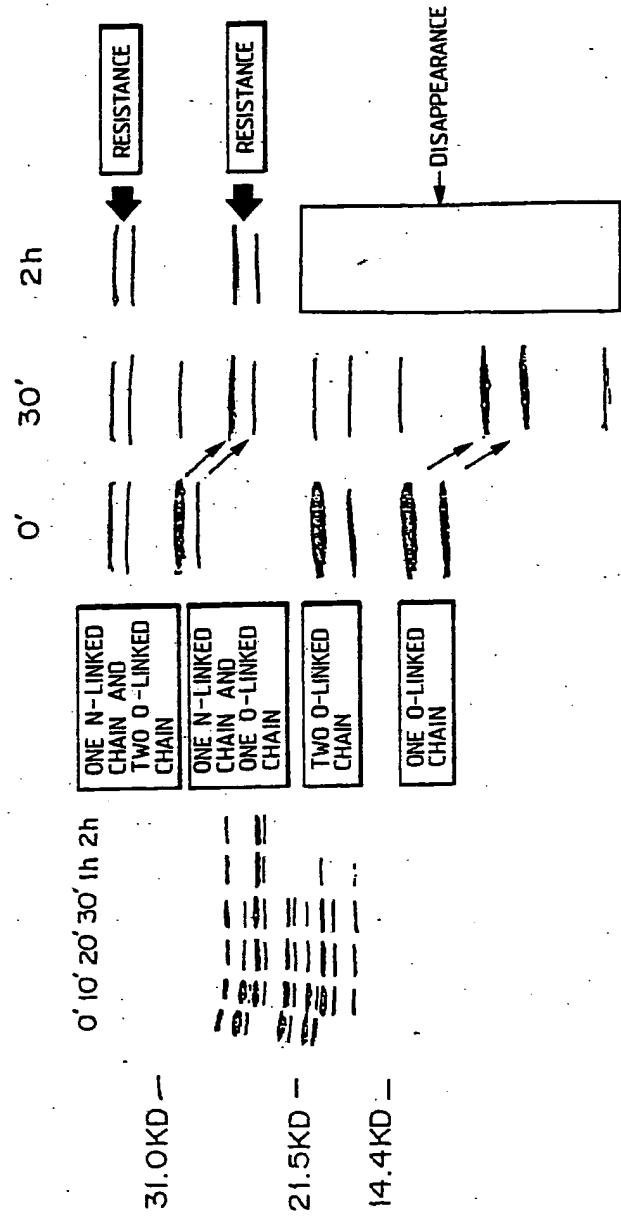 0' 10' 20' 30' 1h 2h
31.0KD
21.5KD
14.4KD
ONE N-LINKED
CHAIN AND
TWO O-LINKED
CHAIN
ONE N-LINKED
CHAIN AND
ONE O-LINKED
CHAIN
TWO O-LINKED
CHAIN
ONE O-LINKED
CHAIN
0'
30'
2h
RESISTANCE
RESISTANCE
DISAPPEARANCE